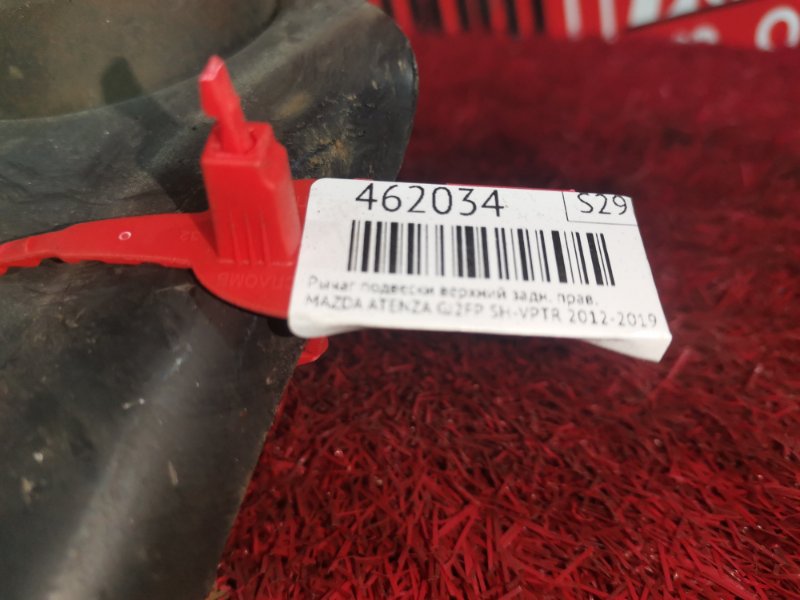 462034
S29
Рычаг подвески верхний задн. прав.
MAZDA ATENZA GJ2FP SH-VPTR 2012-2019